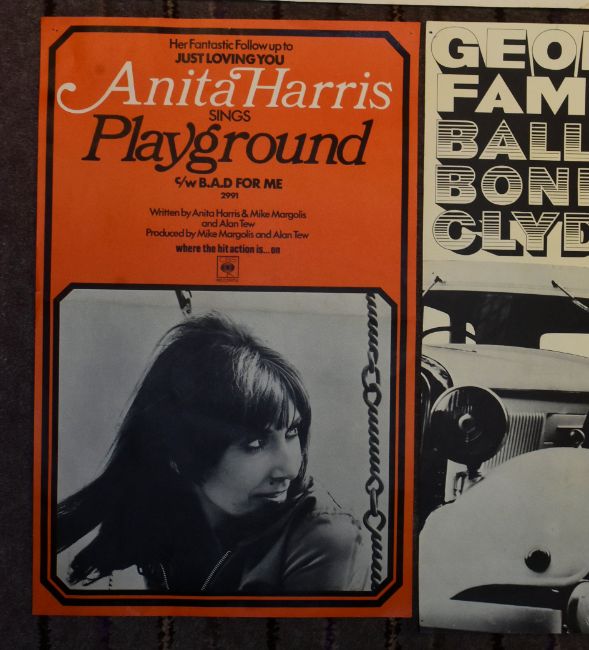 Her Fantastic Follow up to
JUST LOVING YOU
Anita Harris
SINGS
Playground
c/w B.A.D FOR ME
2991
Written by Anita Harris & Mike Margolis
and Alan Tew
Produced by Mike Margolis and Alan Tew
where the hit action is...on
CBS
RECORDS
GEO
FAM
BALL
BON
CLYD